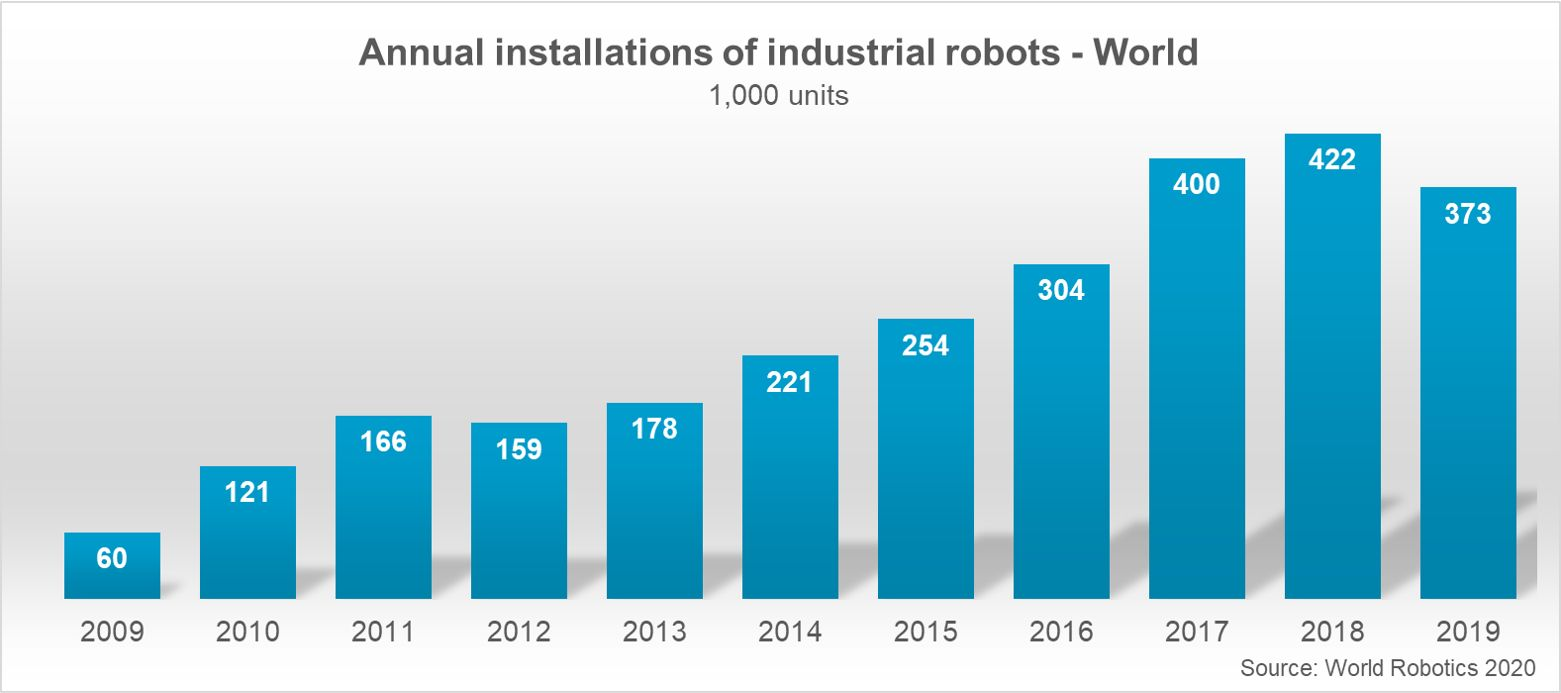 Annual installations of industrial robots - World
1,000 units
60 121 166 159 178 221 254 304 400 422 373
2009 2010 2011 2012 2013 2014 2015 2016 2017 2018 2019
Source: World Robotics 2020